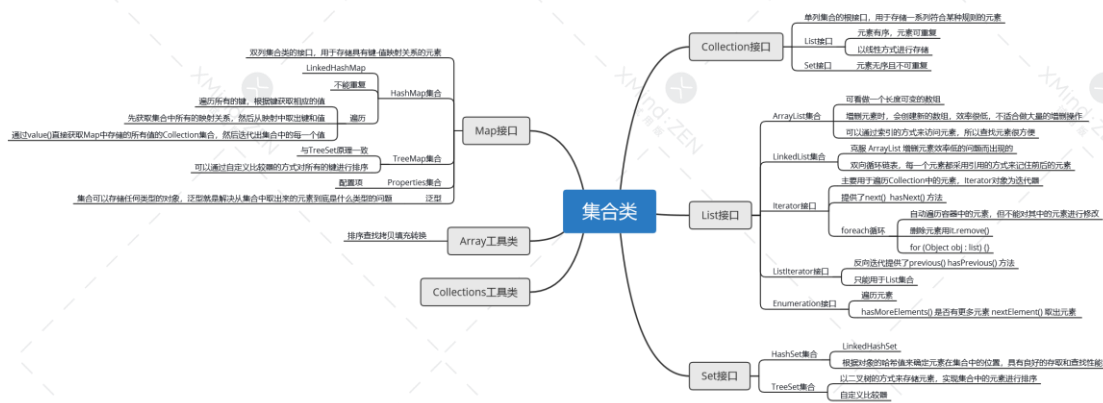 集合类
Collection接口
单列集合的根接口，用于存储一系列符合某种规则的元素
List接口
元素有序，元素可重复
以线性方式进行存储
Set接口
元素无序且不可重复
List接口
ArrayList集合
可看做一个长度可变的数组
增删元素时，会创建新的数组，效率很低，不适合做大量的增删操作
可以通过索引的方式来访问元素，所以查找元素很方便
LinkedList集合
克服 ArrayList 增删元素效率低的问题而出现的
双向循环链表，每一个元素都采用引用的方式来记住前后的元素
Iterator接口
主要用于遍历Collection中的元素，Iterator对象为迭代器
提供了next() hasNext() 方法
foreach循环
自动遍历容器中的元素，但不能对其中的元素进行修改
删除元素用It.remove()
for (Object obj : list) {}
ListIterator接口
反向迭代提供了previous() hasPrevious() 方法
只能用于List集合
Enumeration接口
遍历元素
hasMoreElements() 是否有更多元素 nextElement() 取出元素
Set接口
HashSet集合
LinkedHashSet
根据对象的哈希值来确定元素在集合中的位置，具有良好的存取和查找性能
TreeSet集合
以二叉树的方式来存储元素，实现集合中的元素进行排序
自定义比较器
Map接口
双列集合类的接口，用于存储具有键-值映射关系的元素
HashMap集合
LinkedHashMap
不能重复
遍历
遍历所有的键，根据键获取相应的值
先获取集合中所有的映射关系，然后从映射中取出键和值
通过value()直接获取Map中存储的所有值的Collection集合，然后迭代出集合中的每一个值
TreeMap集合
与TreeSet原理一致
可以通过自定义比较器的方式对所有的键进行排序
Properties集合
配置项
泛型
集合可以存储任何类型的对象，泛型就是解决从集合中取出来的元素到底是什么类型的问题
Array工具类
排序查找拷贝填充转换
Collections工具类
XMind:ZEN
XMind:ZEN
XMind:ZEN